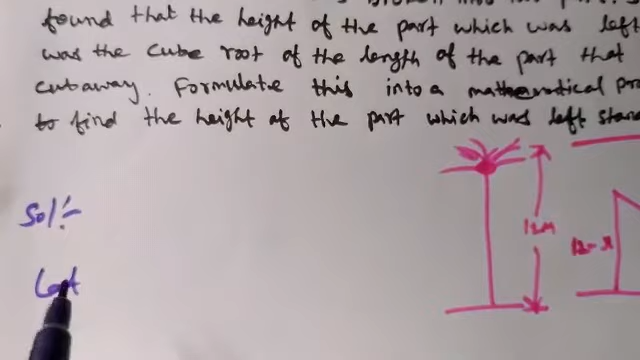 found that the height of the part which was left
was the cube root of the length of the part that
cutaway. Formulate this into a mathematical pro
to find the height of the part which was left stan
Sol:-
12M
12-x
Let